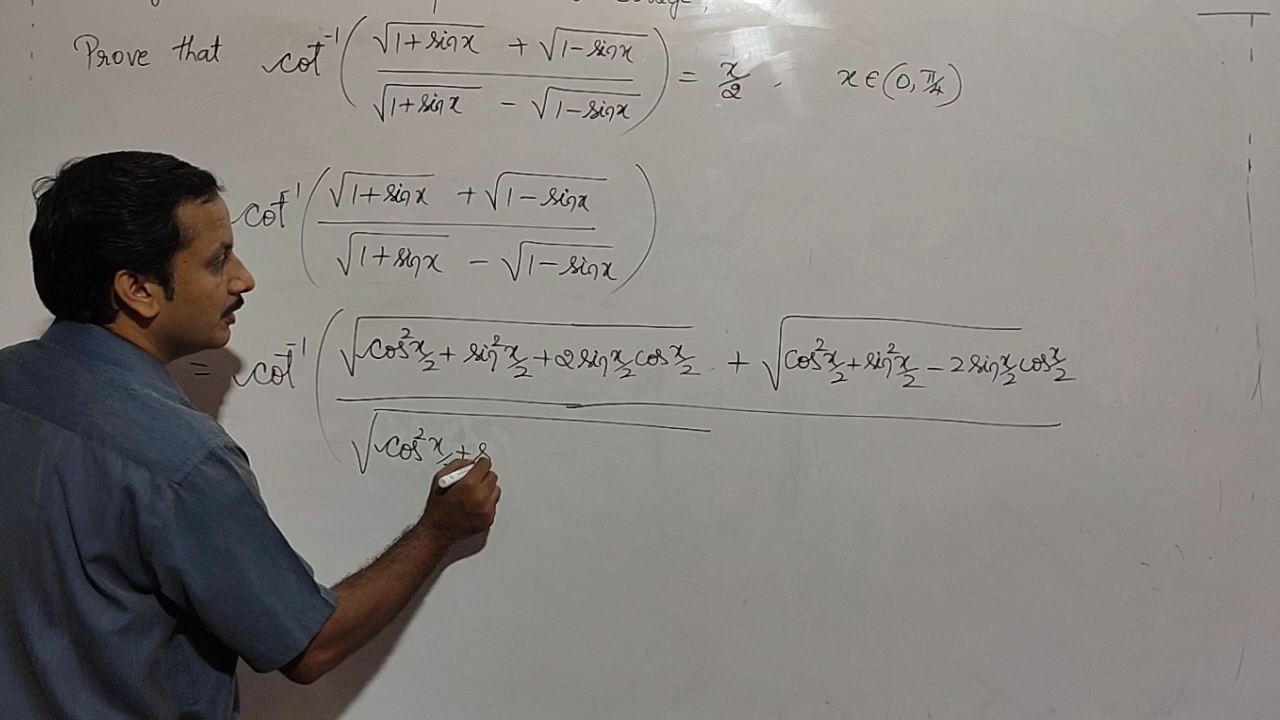 Prove that cot⁻¹( (√(1+sinx) + √(1-sinx)) / (√(1+sinx) - √(1-sinx)) ) = x/2, x∈(0, π/4)
cot⁻¹( (√(1+sinx) + √(1-sinx)) / (√(1+sinx) - √(1-sinx)) )
= cot⁻¹( (√(cos²x/2 + sin²x/2 + 2sinx/2 cosx/2) + √(cos²x/2 + sin²x/2 - 2sinx/2 cosx/2))
√(cos²x/ + s